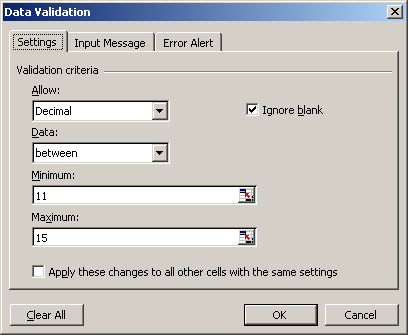 Data Validation
Settings
Input Message
Error Alert
Validation criteria
Allow:
Decimal
Ignore blank
Data:
between
Minimum:
11
Maximum:
15
Apply these changes to all other cells with the same settings
Clear All
OK
Cancel